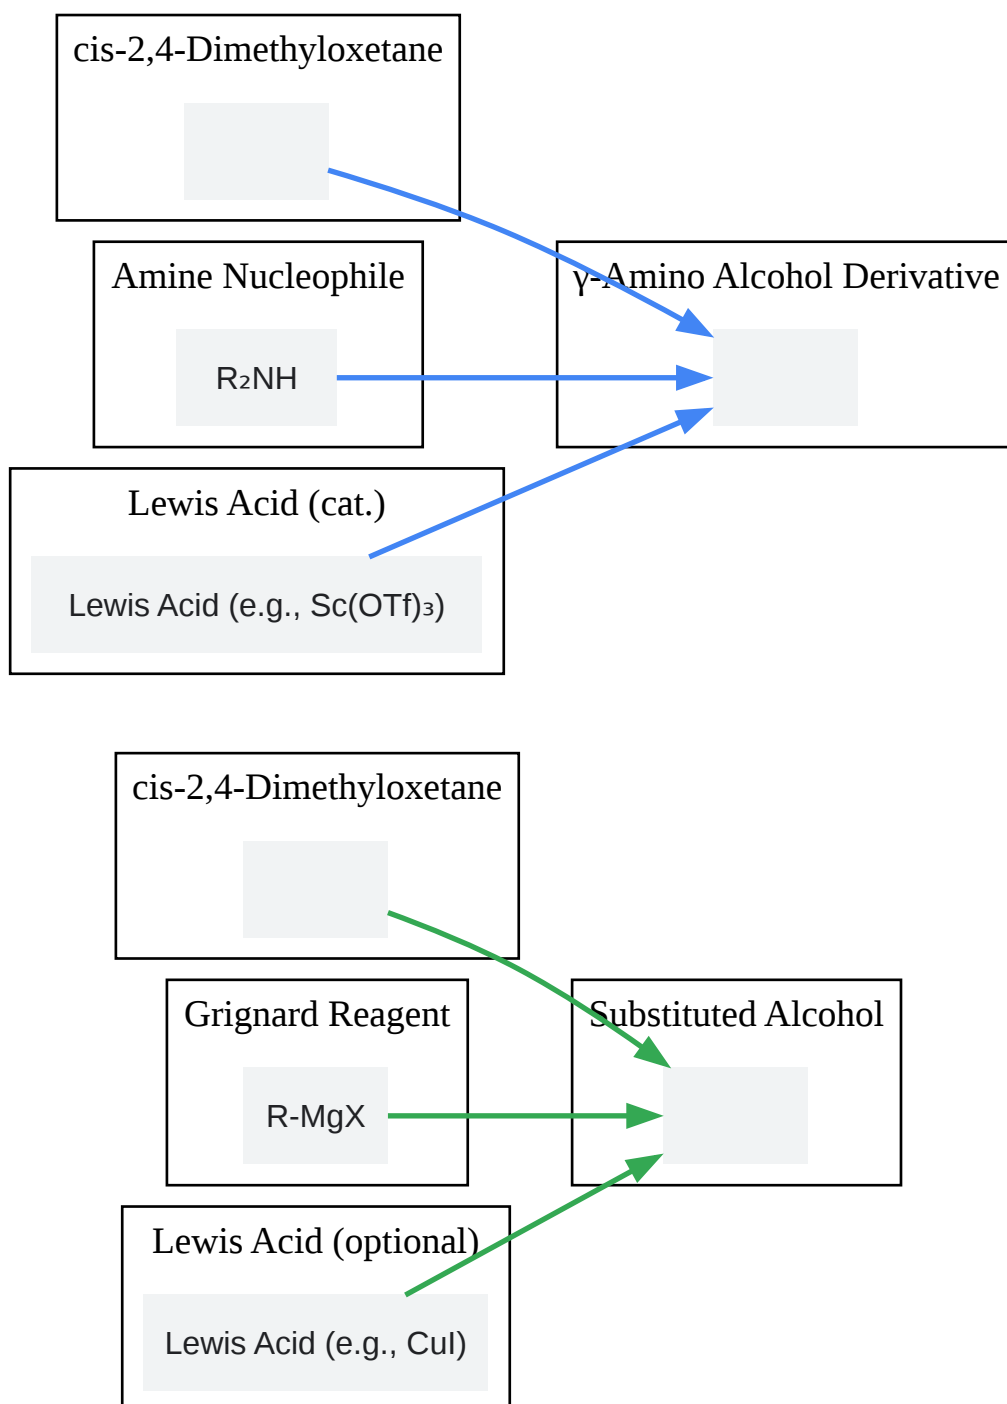 cis-2,4-Dimethyloxetane
Amine Nucleophile
R₂NH
γ-Amino Alcohol Derivative
Lewis Acid (cat.)
Lewis Acid (e.g., Sc(OTf)₃)
cis-2,4-Dimethyloxetane
Grignard Reagent
R-MgX
Substituted Alcohol
Lewis Acid (optional)
Lewis Acid (e.g., CuI)